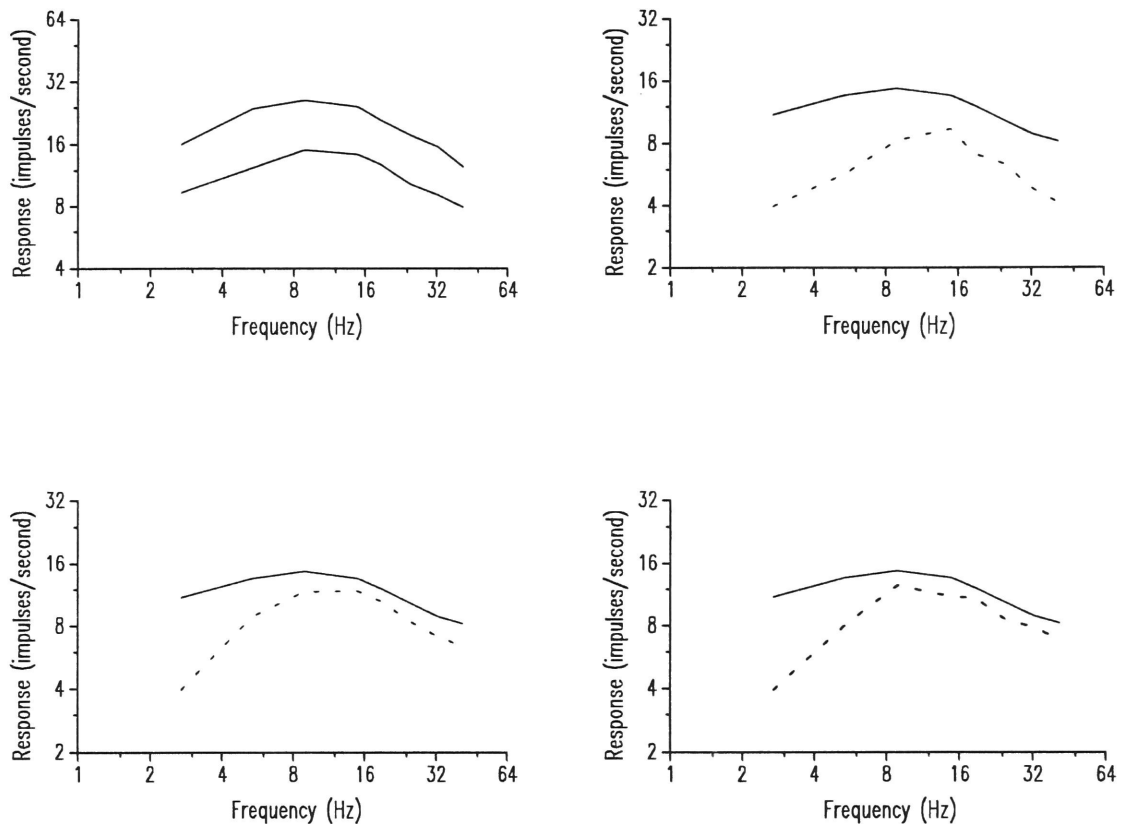 64
32
16
8
4
Response (impulses/second)
1 2 4 8 16 32 64
Frequency (Hz)
32
16
8
4
2
Response (impulses/second)
1 2 4 8 16 32 64
Frequency (Hz)
32
16
8
4
2
Response (impulses/second)
1 2 4 8 16 32 64
Frequency (Hz)
32
16
8
4
2
Response (impulses/second)
1 2 4 8 16 32 64
Frequency (Hz)